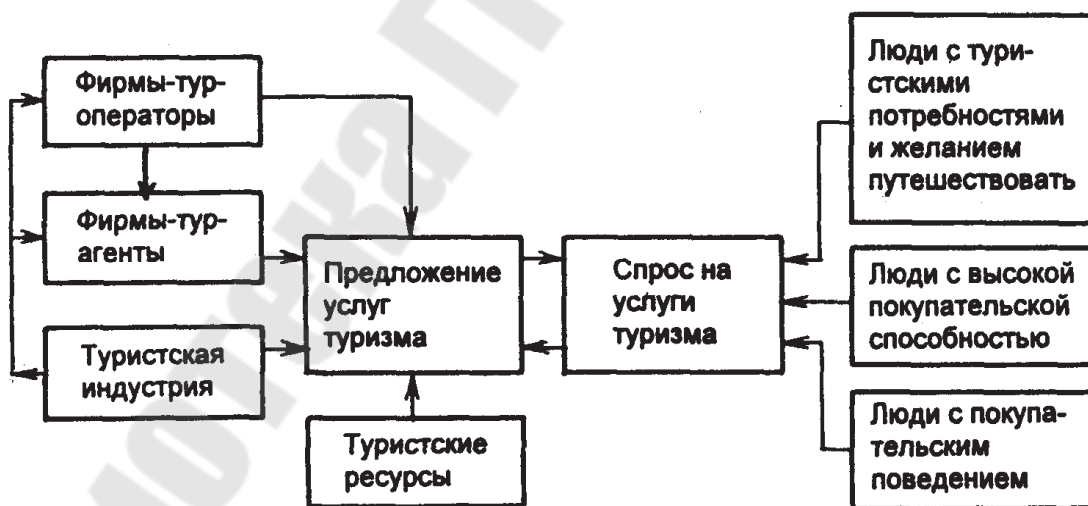 Фирмы-тур-
операторы
Фирмы-тур-
агенты
Туристская
индустрия
Предложение
услуг
туризма
Туристские
ресурсы
Спрос на
услуги
туризма
Люди с тури-
стскими
потребностями
и желанием
путешествовать
Люди с высокой
покупательской
способностью
Люди с покупа-
тельским
поведением